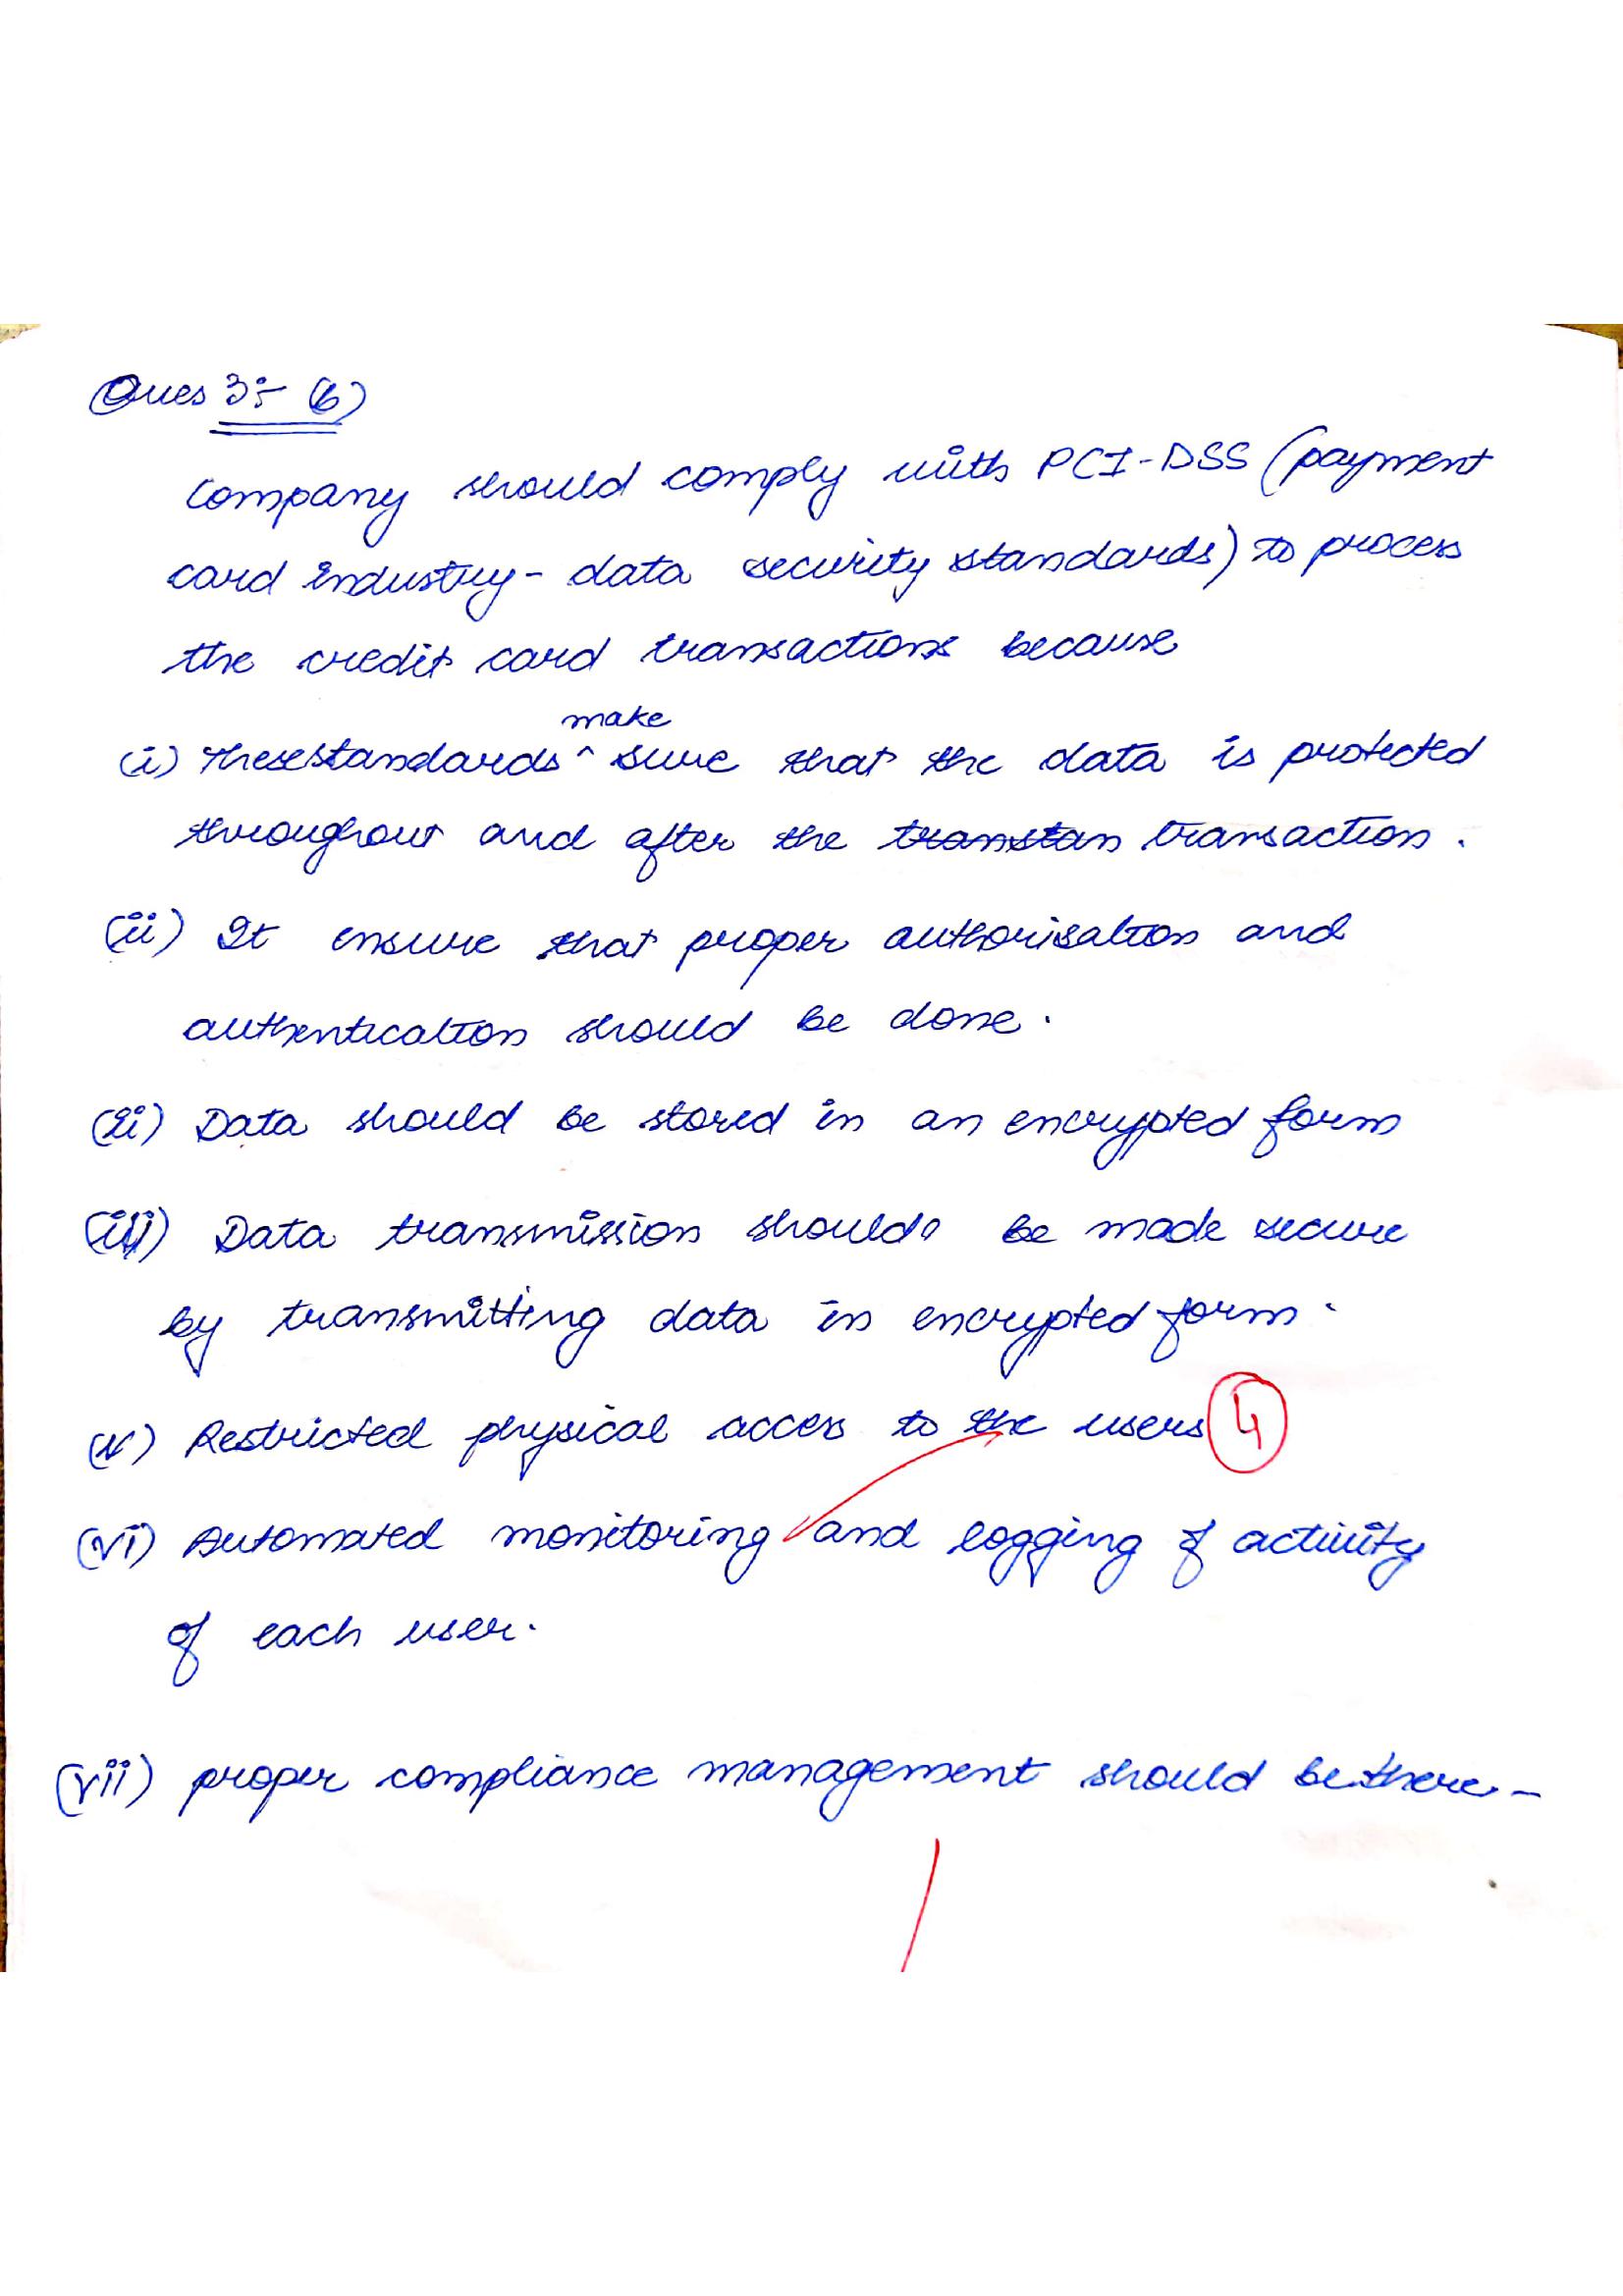 Ques 3:- (b)
Company should comply with PCI-DSS (payment
card industry - data security standards) to process
the credit card transactions because
make
(i) These standards ^ sure that the data is protected
throughout and after the transtan transaction.
(ii) It ensure that proper authorisation and
authentication should be done.
(iii) Data should be stored in an encrypted form
(iv) Data transmission should be made secure
by transmitting data in encrypted form.
(v) Restricted physical access to the users 4
(vi) Automated monitoring and logging of activity
of each user.
(vii) proper compliance management should be there -